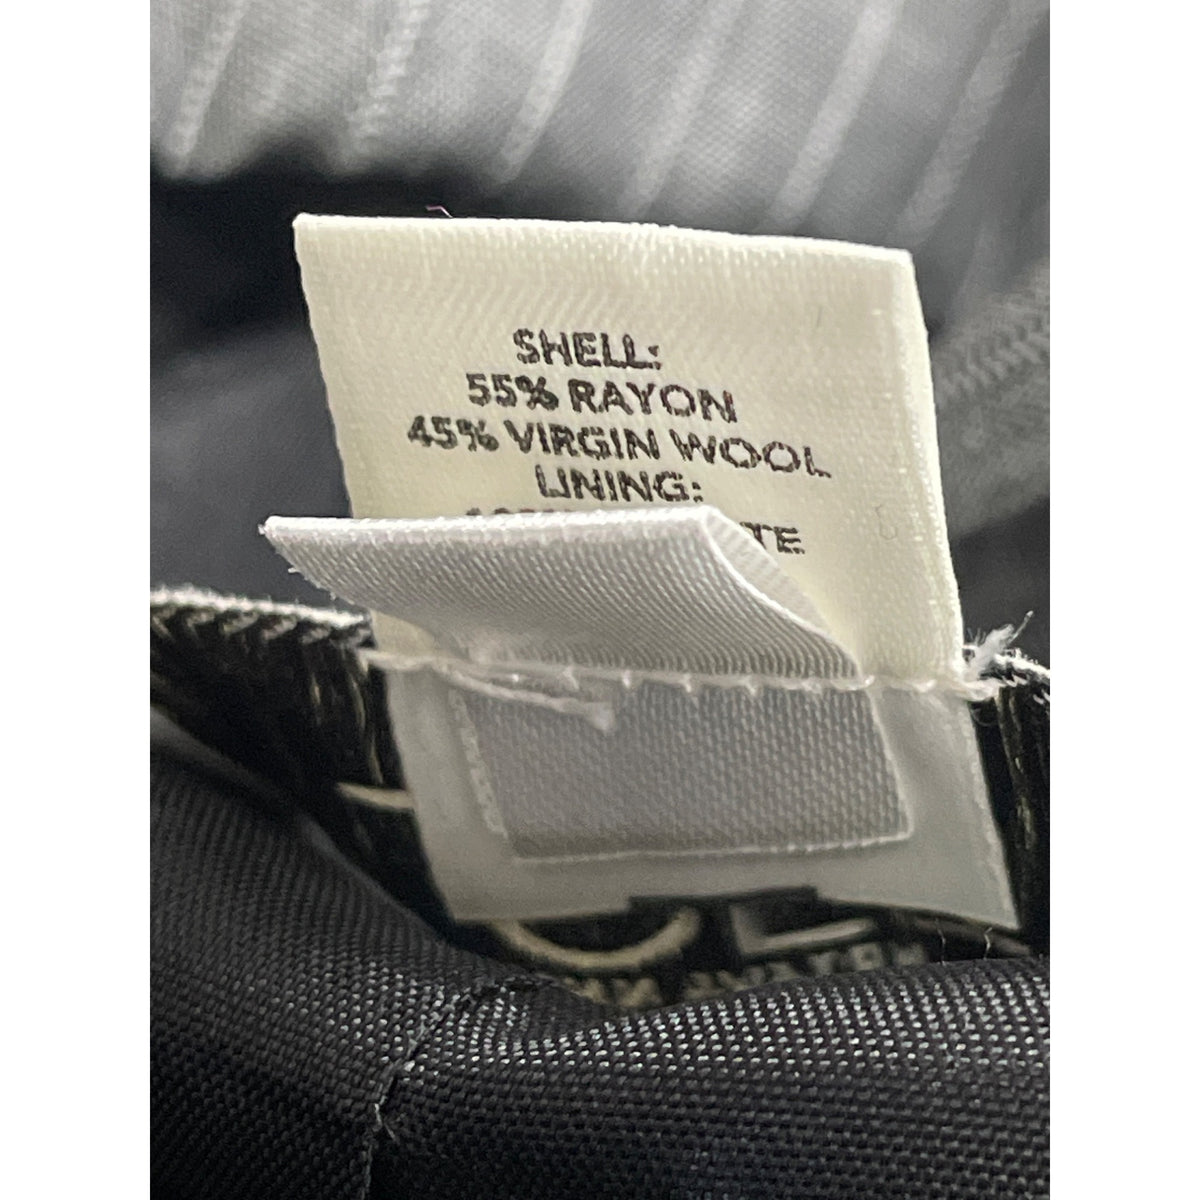 SHELL:
55% RAYON
45% VIRGIN WOOL
LINING: